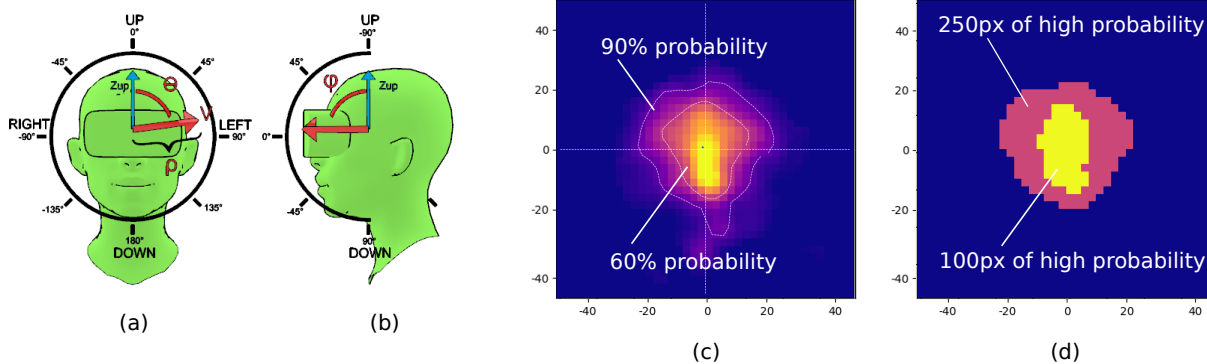 UP
0°
-45°
45°
Zup
θ
V
RIGHT
-90°
LEFT
90°
ρ
-135°
135°
180°
DOWN
(a)
UP
-90°
-45°
φ
Zup
0°
-45°
90°
DOWN
(b)
40
20
0
-20
-40
90% probability
60% probability
-40
-20
0
20
40
(c)
40
20
0
-20
-40
250px of high probability
100px of high probability
-40
-20
0
20
40
(d)